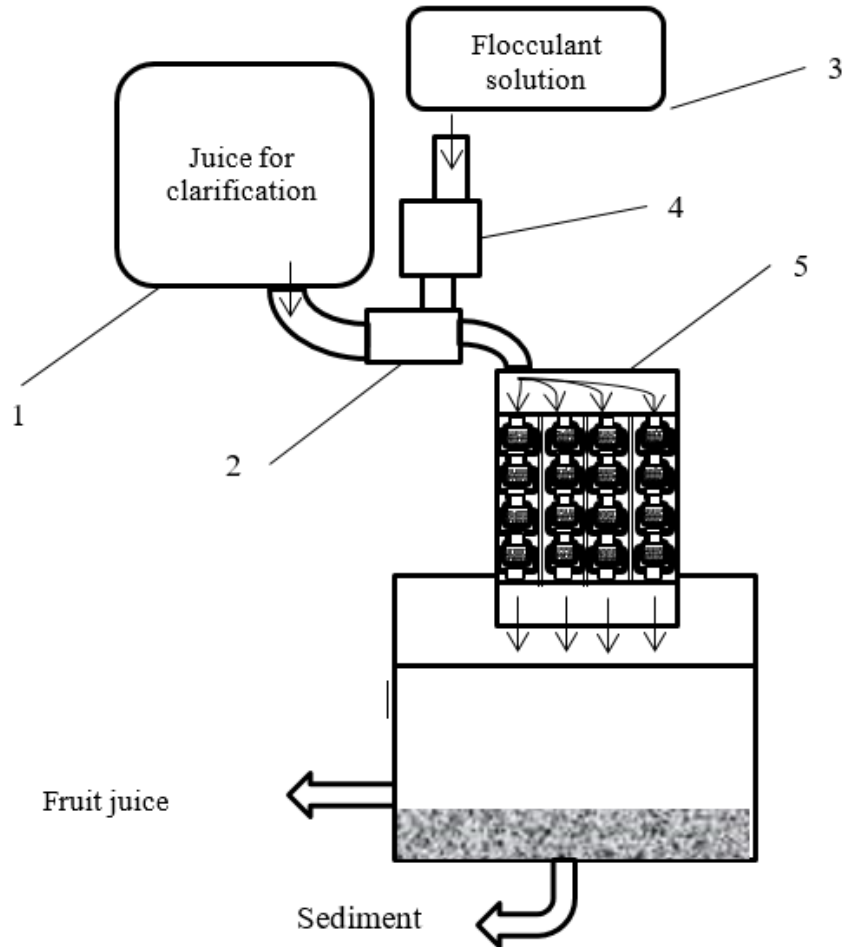 Flocculant
solution
3
Juice for
clarification
4
5
1
2
Fruit juice
Sediment